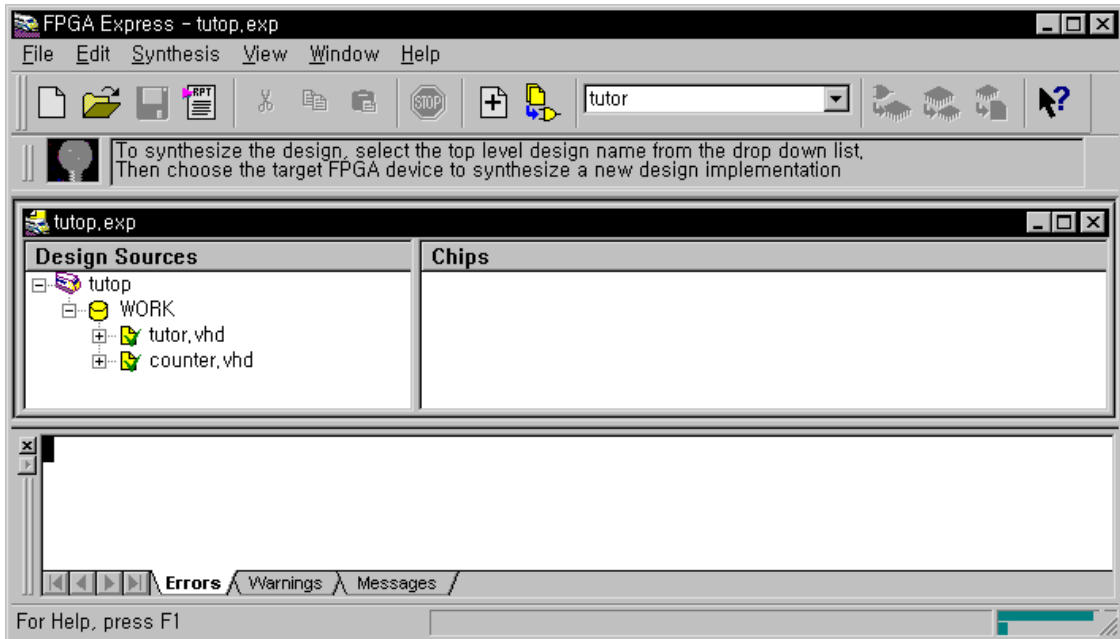 FPGA Express - tutop.exp
File Edit Synthesis View Window Help
RPT STOP tutor
To synthesize the design, select the top level design name from the drop down list,
Then choose the target FPGA device to synthesize a new design implementation
tutop.exp
Design Sources Chips
tutop
WORK
tutor.vhd
counter.vhd
Errors Warnings Messages
For Help, press F1